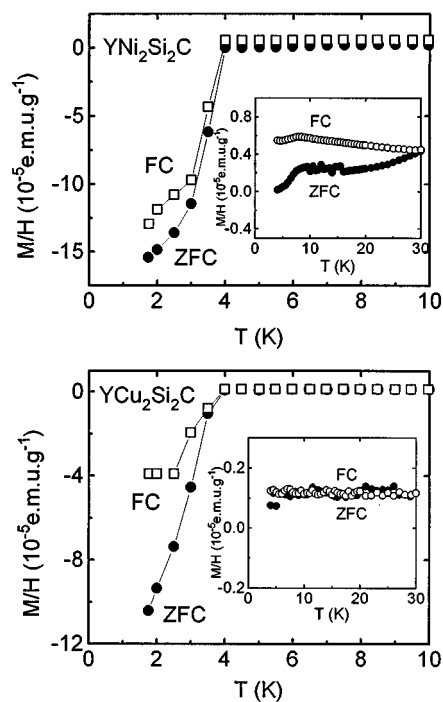 YNi₂Si₂C
0
-5
-10
-15
M/H (10⁻⁵e.m.u.g⁻¹)
FC
ZFC
0.8
0.4
0.0
-0.4
M/H (10⁻⁵e.m.u.g⁻¹)
FC
ZFC
0 10 20 30
T (K)
0 2 4 6 8 10
T (K)
YCu₂Si₂C
0
-4
-8
-12
M/H (10⁻⁵e.m.u.g⁻¹)
FC
ZFC
0.2
0.0
-0.2
M/H (10⁻⁵e.m.u.g⁻¹)
FC
ZFC
0 10 20 30
T (K)
0 2 4 6 8 10
T (K)